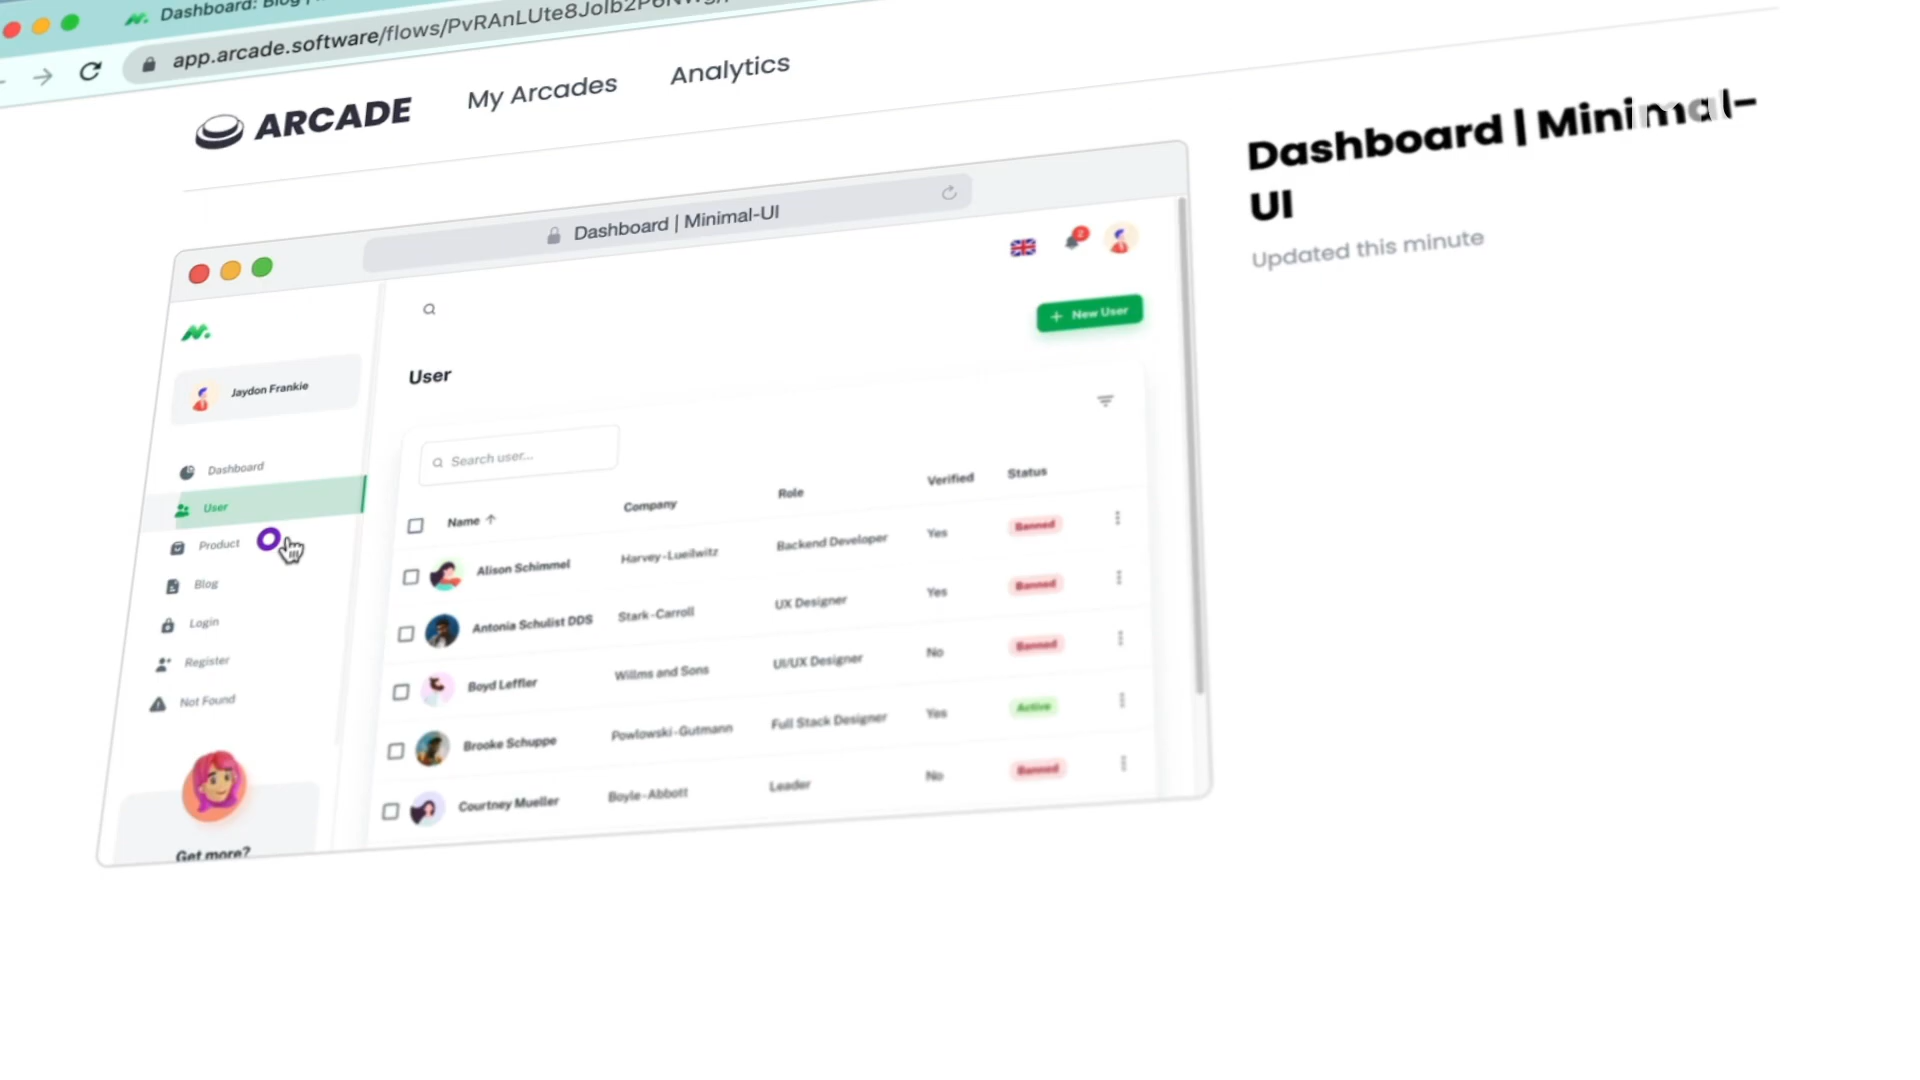 Dashboard: Blog |
app.arcade.software/flows/
ARCADE
My Arcades
Analytics
Dashboard | Minimal-
UI
Updated this minute
Dashboard | Minimal-UI
2
Jaydon Frankie
Dashboard
User
Product
Blog
Login
Register
Not Found
Get more?
+ New User
User
Search user...
Name ↑ Company Role Verified Status
Alison Schimmel Harvey-Lueilwitz Backend Developer Yes Banned
Antonia Schulist DDS Stark-Carroll UX Designer Yes Banned
Boyd Leffler Willms and Sons UI/UX Designer No Banned
Brooke Schuppe Powlowski-Gutmann Full Stack Designer Yes Active
Courtney Mueller Boyle-Abbott Leader No Banned